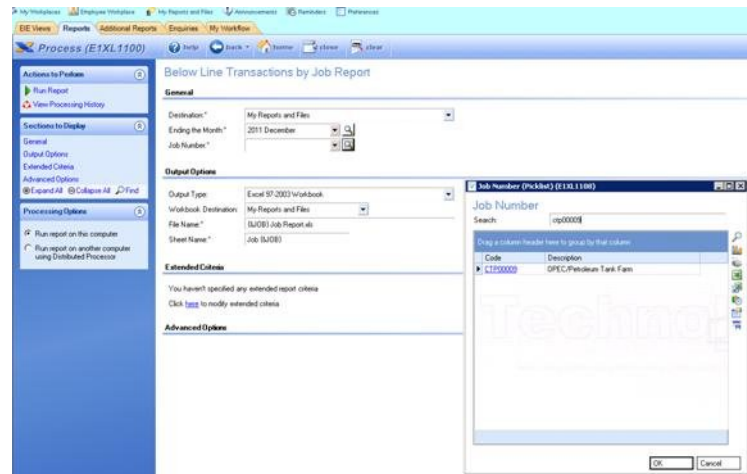 My Workplaces Employee Workplace My Reports and Files Announcements Reminders Preferences
EIE Views Reports Additional Reports Enquiries My Workflow
Process (E1XL1100) help back home close clear
Actions to Perform
Run Report
View Processing History
Sections to Display
General
Output Options
Extended Criteria
Advanced Options
Expand All Collapse All Find
Processing Options
Run report on this computer
Run report on another computer
using Distributed Processor
Below Line Transactions by Job Report
General
Destination:* My Reports and Files
Ending the Month:* 2011 December
Job Number:*
Output Options
Output Type: Excel 97-2003 Workbook
Workbook Destination: My Reports and Files
File Name:* (&JOB) Job Report.xls
Sheet Name:* Job (&JOB)
Extended Criteria
You haven't specified any extended report criteria
Click here to modify extended criteria
Advanced Options
Job Number (Picklist) (E1XL1100)
Job Number
Search: ctp00009
Drag a column header here to group by that column
Code Description
CTP00009 OPEC/Petroleum Tank Farm
Techno
OK Cancel